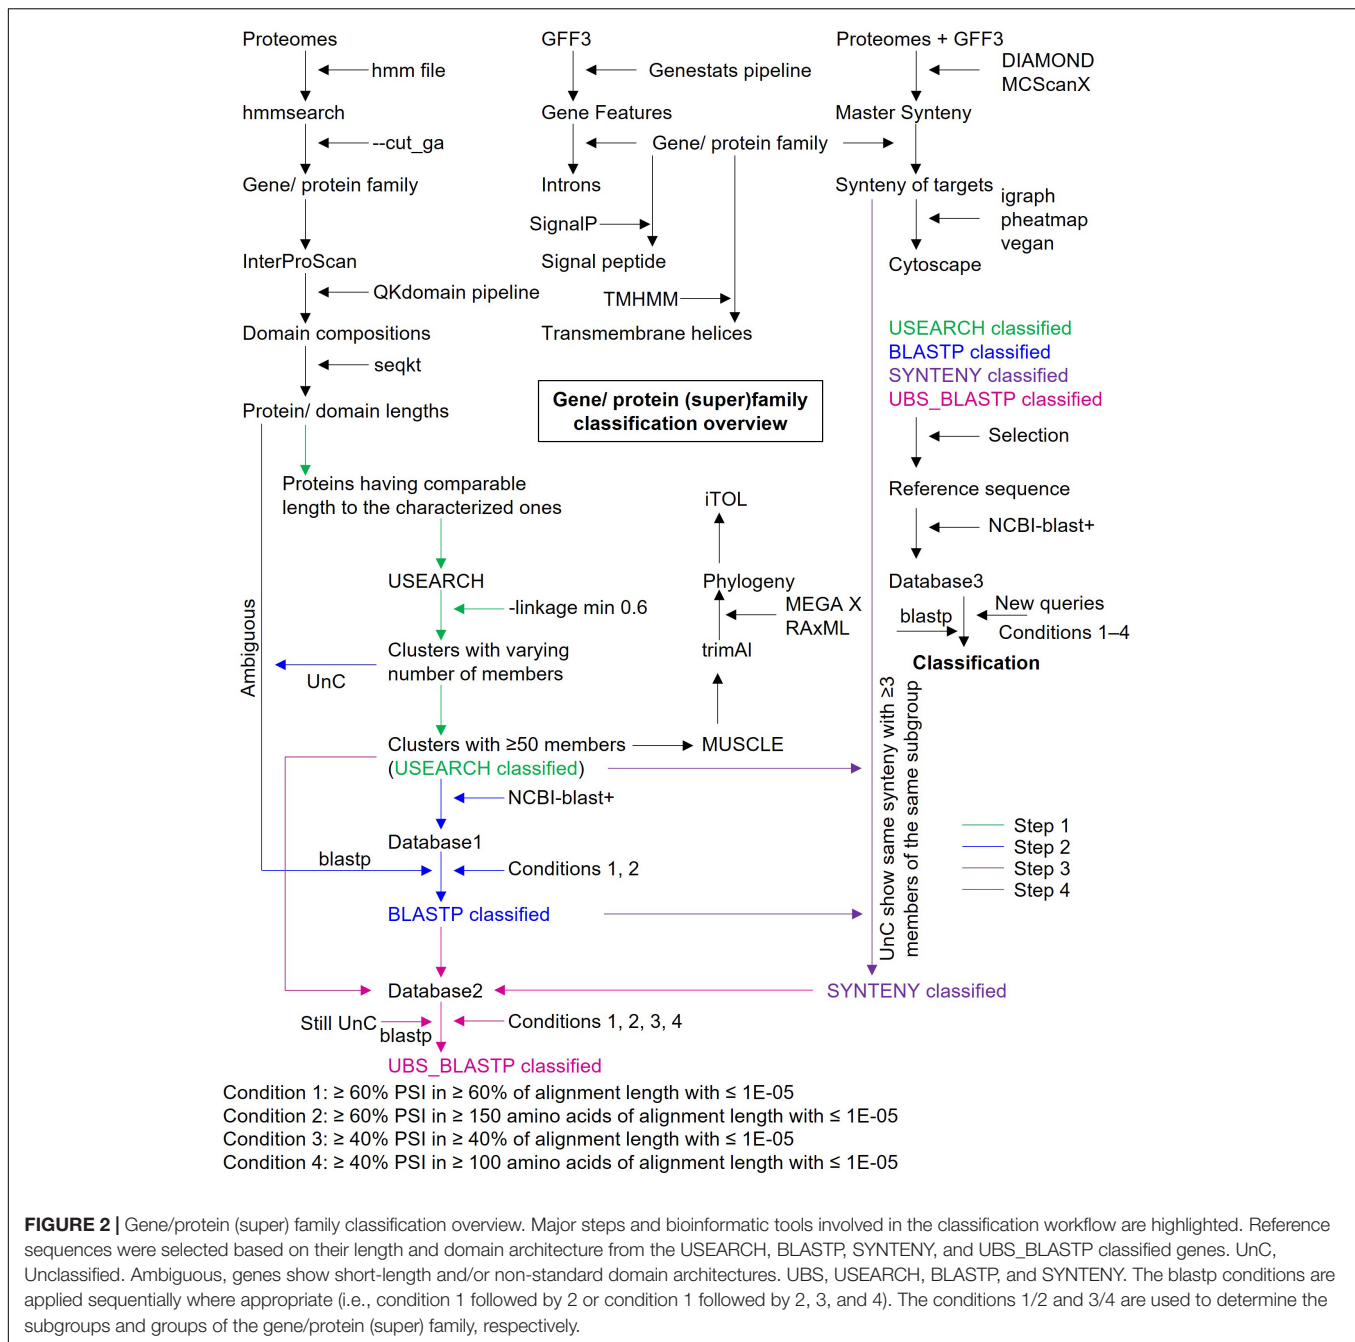 Proteomes
hmm file
hmmsearch
--cut_ga
Gene/ protein family
InterProScan
QKdomain pipeline
Domain compositions
seqkt
Protein/ domain lengths
Proteins having comparable
length to the characterized ones
USEARCH
-linkage min 0.6
Clusters with varying
number of members
UnC
Ambiguous
Clusters with ≥50 members
(USEARCH classified)
NCBI-blast+
Database1
blastp
Conditions 1, 2
BLASTP classified
Database2
Still UnC
blastp
Conditions 1, 2, 3, 4
UBS_BLASTP classified
GFF3
Genestats pipeline
Gene Features
Gene/ protein family
Introns
SignalP
Signal peptide
TMHMM
Transmembrane helices
Gene/ protein (super)family
classification overview
iTOL
Phylogeny
MEGA X
RAxML
trimAI
MUSCLE
Proteomes + GFF3
DIAMOND
MCScanX
Master Synteny
Synteny of targets
igraph
pheatmap
vegan
Cytoscape
USEARCH classified
BLASTP classified
SYNTENY classified
UBS_BLASTP classified
Selection
Reference sequence
NCBI-blast+
Database3
blastp
New queries
Conditions 1–4
Classification
UnC show same synteny with ≥3
members of the same subgroup
SYNTENY classified
Step 1
Step 2
Step 3
Step 4
Condition 1: ≥ 60% PSI in ≥ 60% of alignment length with ≤ 1E-05
Condition 2: ≥ 60% PSI in ≥ 150 amino acids of alignment length with ≤ 1E-05
Condition 3: ≥ 40% PSI in ≥ 40% of alignment length with ≤ 1E-05
Condition 4: ≥ 40% PSI in ≥ 100 amino acids of alignment length with ≤ 1E-05
FIGURE 2 | Gene/protein (super) family classification overview. Major steps and bioinformatic tools involved in the classification workflow are highlighted. Reference
sequences were selected based on their length and domain architecture from the USEARCH, BLASTP, SYNTENY, and UBS_BLASTP classified genes. UnC,
Unclassified. Ambiguous, genes show short-length and/or non-standard domain architectures. UBS, USEARCH, BLASTP, and SYNTENY. The blastp conditions are
applied sequentially where appropriate (i.e., condition 1 followed by 2 or condition 1 followed by 2, 3, and 4). The conditions 1/2 and 3/4 are used to determine the
subgroups and groups of the gene/protein (super) family, respectively.